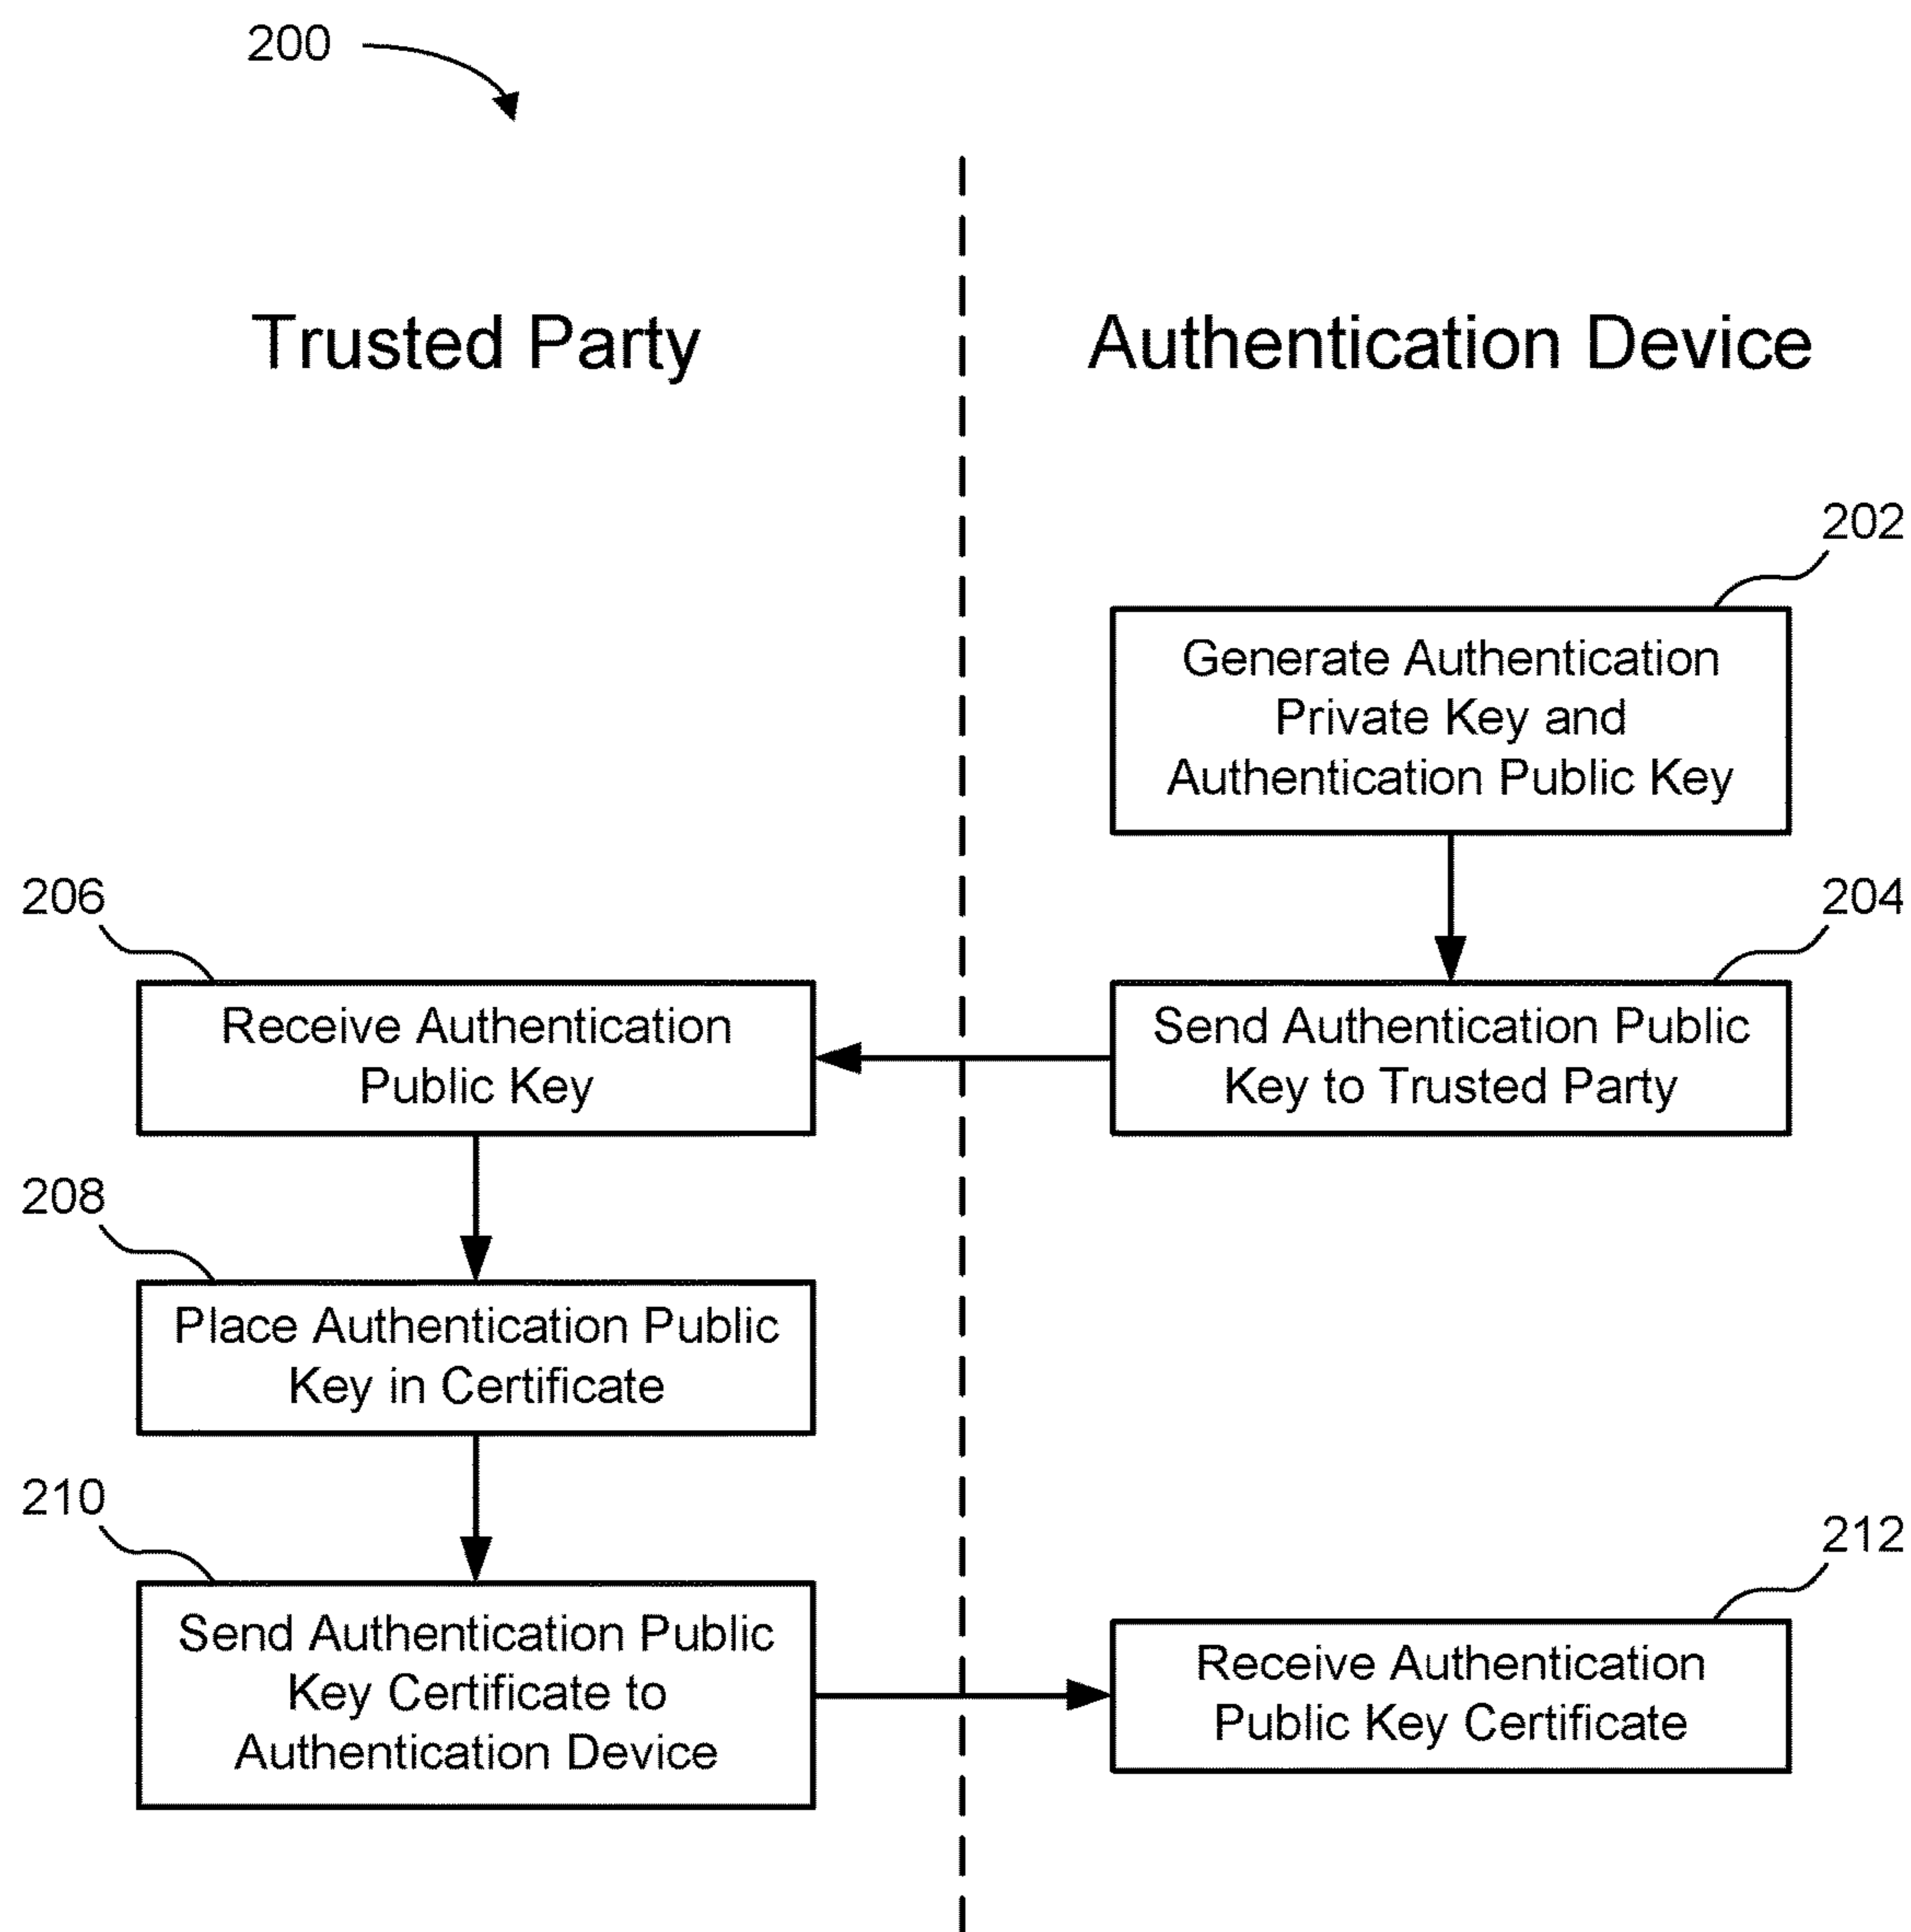 200
Trusted Party
Authentication Device
202
Generate Authentication
Private Key and
Authentication Public Key
204
Send Authentication Public
Key to Trusted Party
206
Receive Authentication
Public Key
208
Place Authentication Public
Key in Certificate
210
Send Authentication Public
Key Certificate to
Authentication Device
212
Receive Authentication
Public Key Certificate